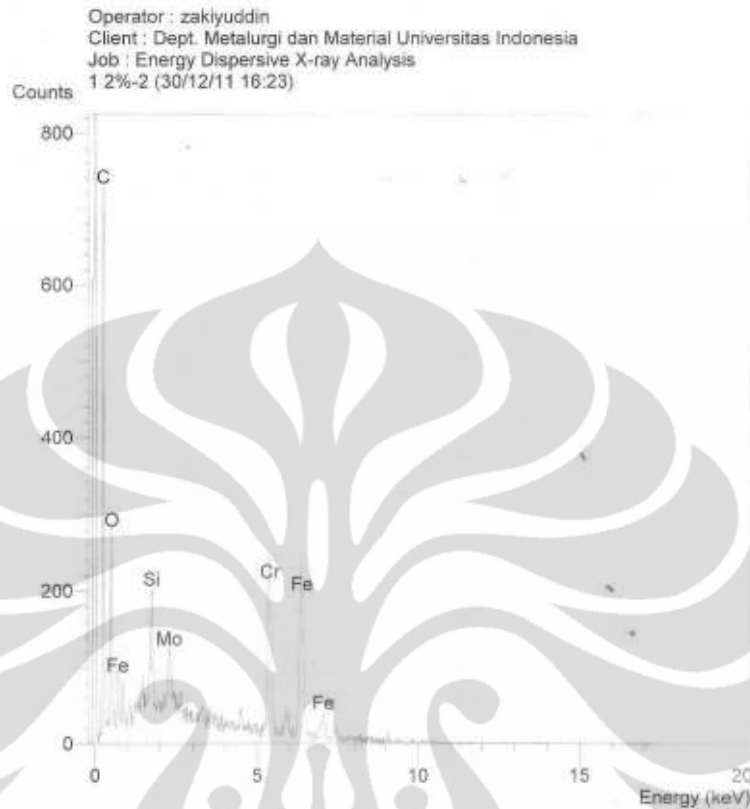 Operator : zakiyuddin
Client : Dept. Metalurgi dan Material Universitas Indonesia
Job : Energy Dispersive X-ray Analysis
1 2%-2 (30/12/11 16:23)
Counts
800
C
600
400
O
Cr
Si
Fe
200
Mo
Fe
Fe
0
0 5 10 15 20
Energy (keV)